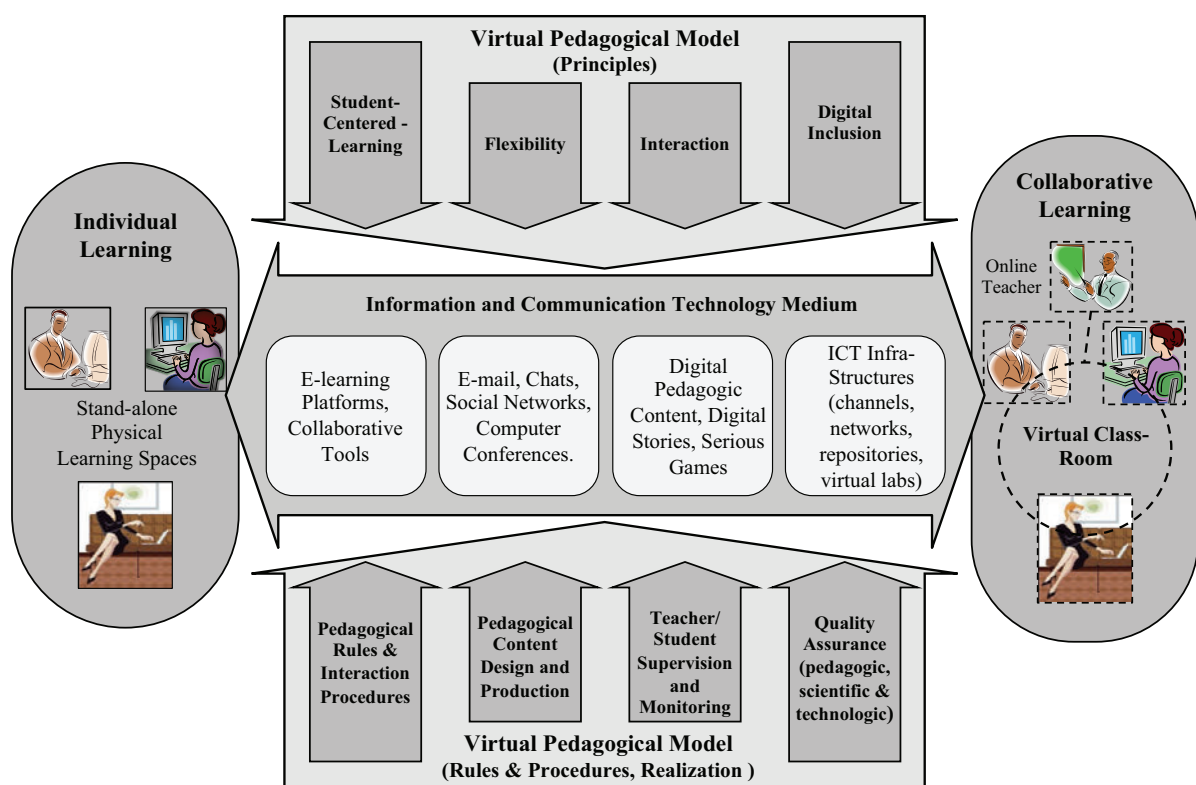 Virtual Pedagogical Model
(Principles)
Student-
Centered -
Learning
Flexibility
Interaction
Digital
Inclusion
Individual
Learning
Stand-alone
Physical
Learning Spaces
Information and Communication Technology Medium
E-learning
Platforms,
Collaborative
Tools
E-mail, Chats,
Social Networks,
Computer
Conferences.
Digital
Pedagogic
Content, Digital
Stories, Serious
Games
ICT Infra-
Structures
(channels,
networks,
repositories,
virtual labs)
Collaborative
Learning
Online
Teacher
Virtual Class-
Room
Pedagogical
Rules &
Interaction
Procedures
Pedagogical
Content
Design and
Production
Teacher/
Student
Supervision
and
Monitoring
Quality
Assurance
(pedagogic,
scientific &
technologic)
Virtual Pedagogical Model
(Rules & Procedures, Realization )